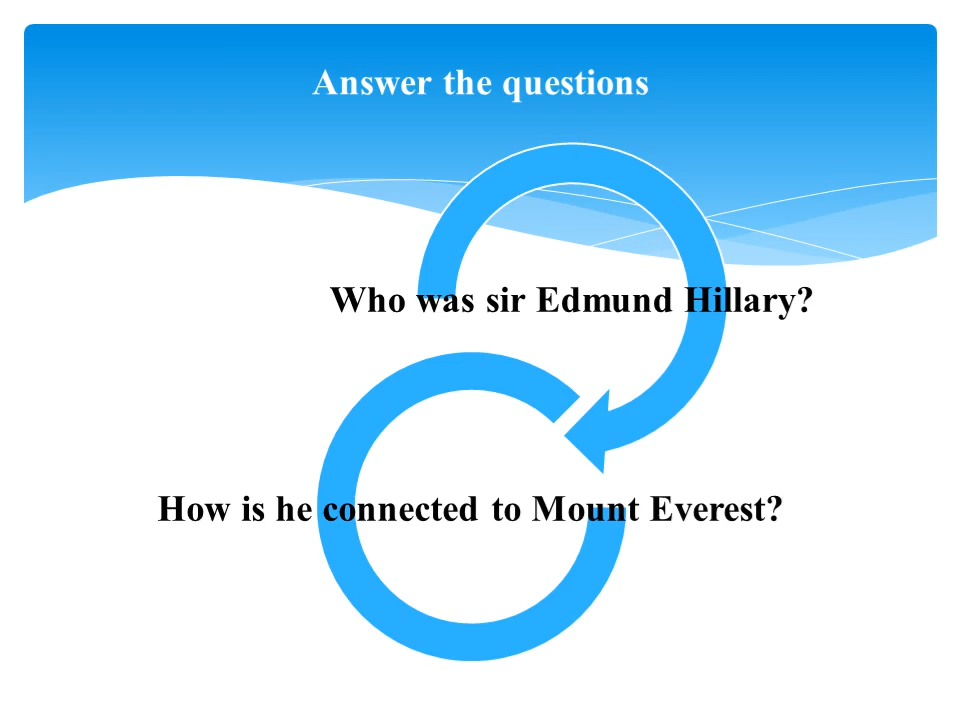 Answer the questions
Who was sir Edmund Hillary?
How is he connected to Mount Everest?